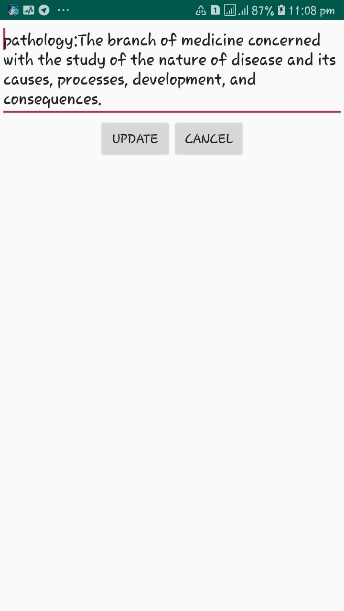 87% 11:08 pm
pathology:The branch of medicine concerned
with the study of the nature of disease and its
causes, processes, development, and
consequences.
UPDATE CANCEL